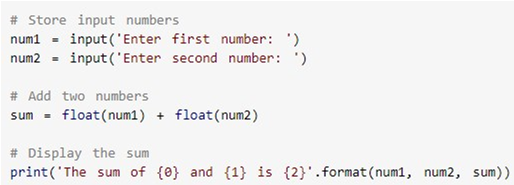 # Store input numbers
num1 = input('Enter first number: ')
num2 = input('Enter second number: ')
# Add two numbers
sum = float(num1) + float(num2)
# Display the sum
print('The sum of {0} and {1} is {2}'.format(num1, num2, sum))